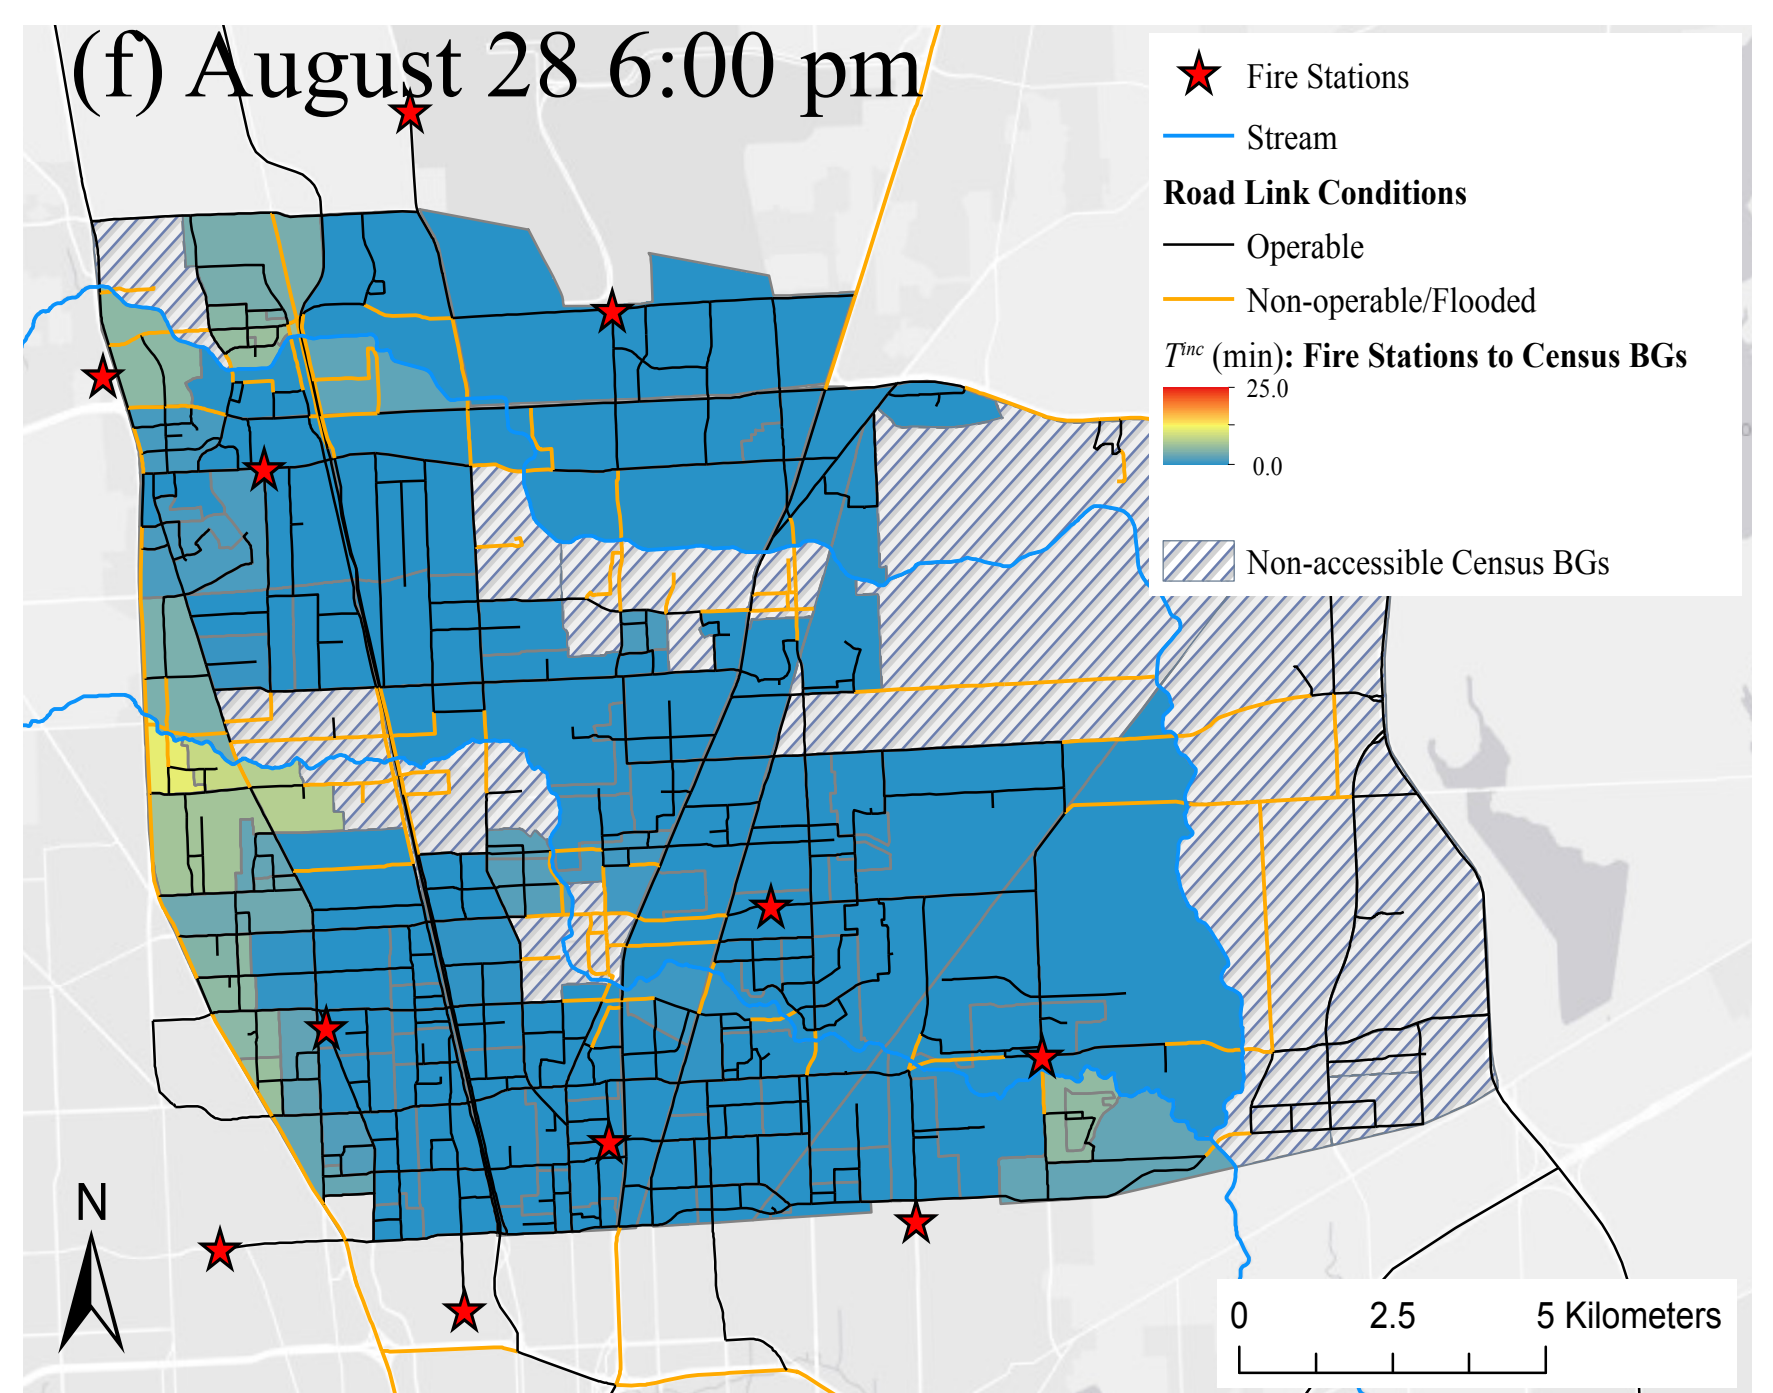 (f) August 28 6:00 pm
Fire Stations
Stream
Road Link Conditions
Operable
Non-operable/Flooded
T^inc (min): Fire Stations to Census BGs
25.0
0.0
Non-accessible Census BGs
N
0 2.5 5 Kilometers